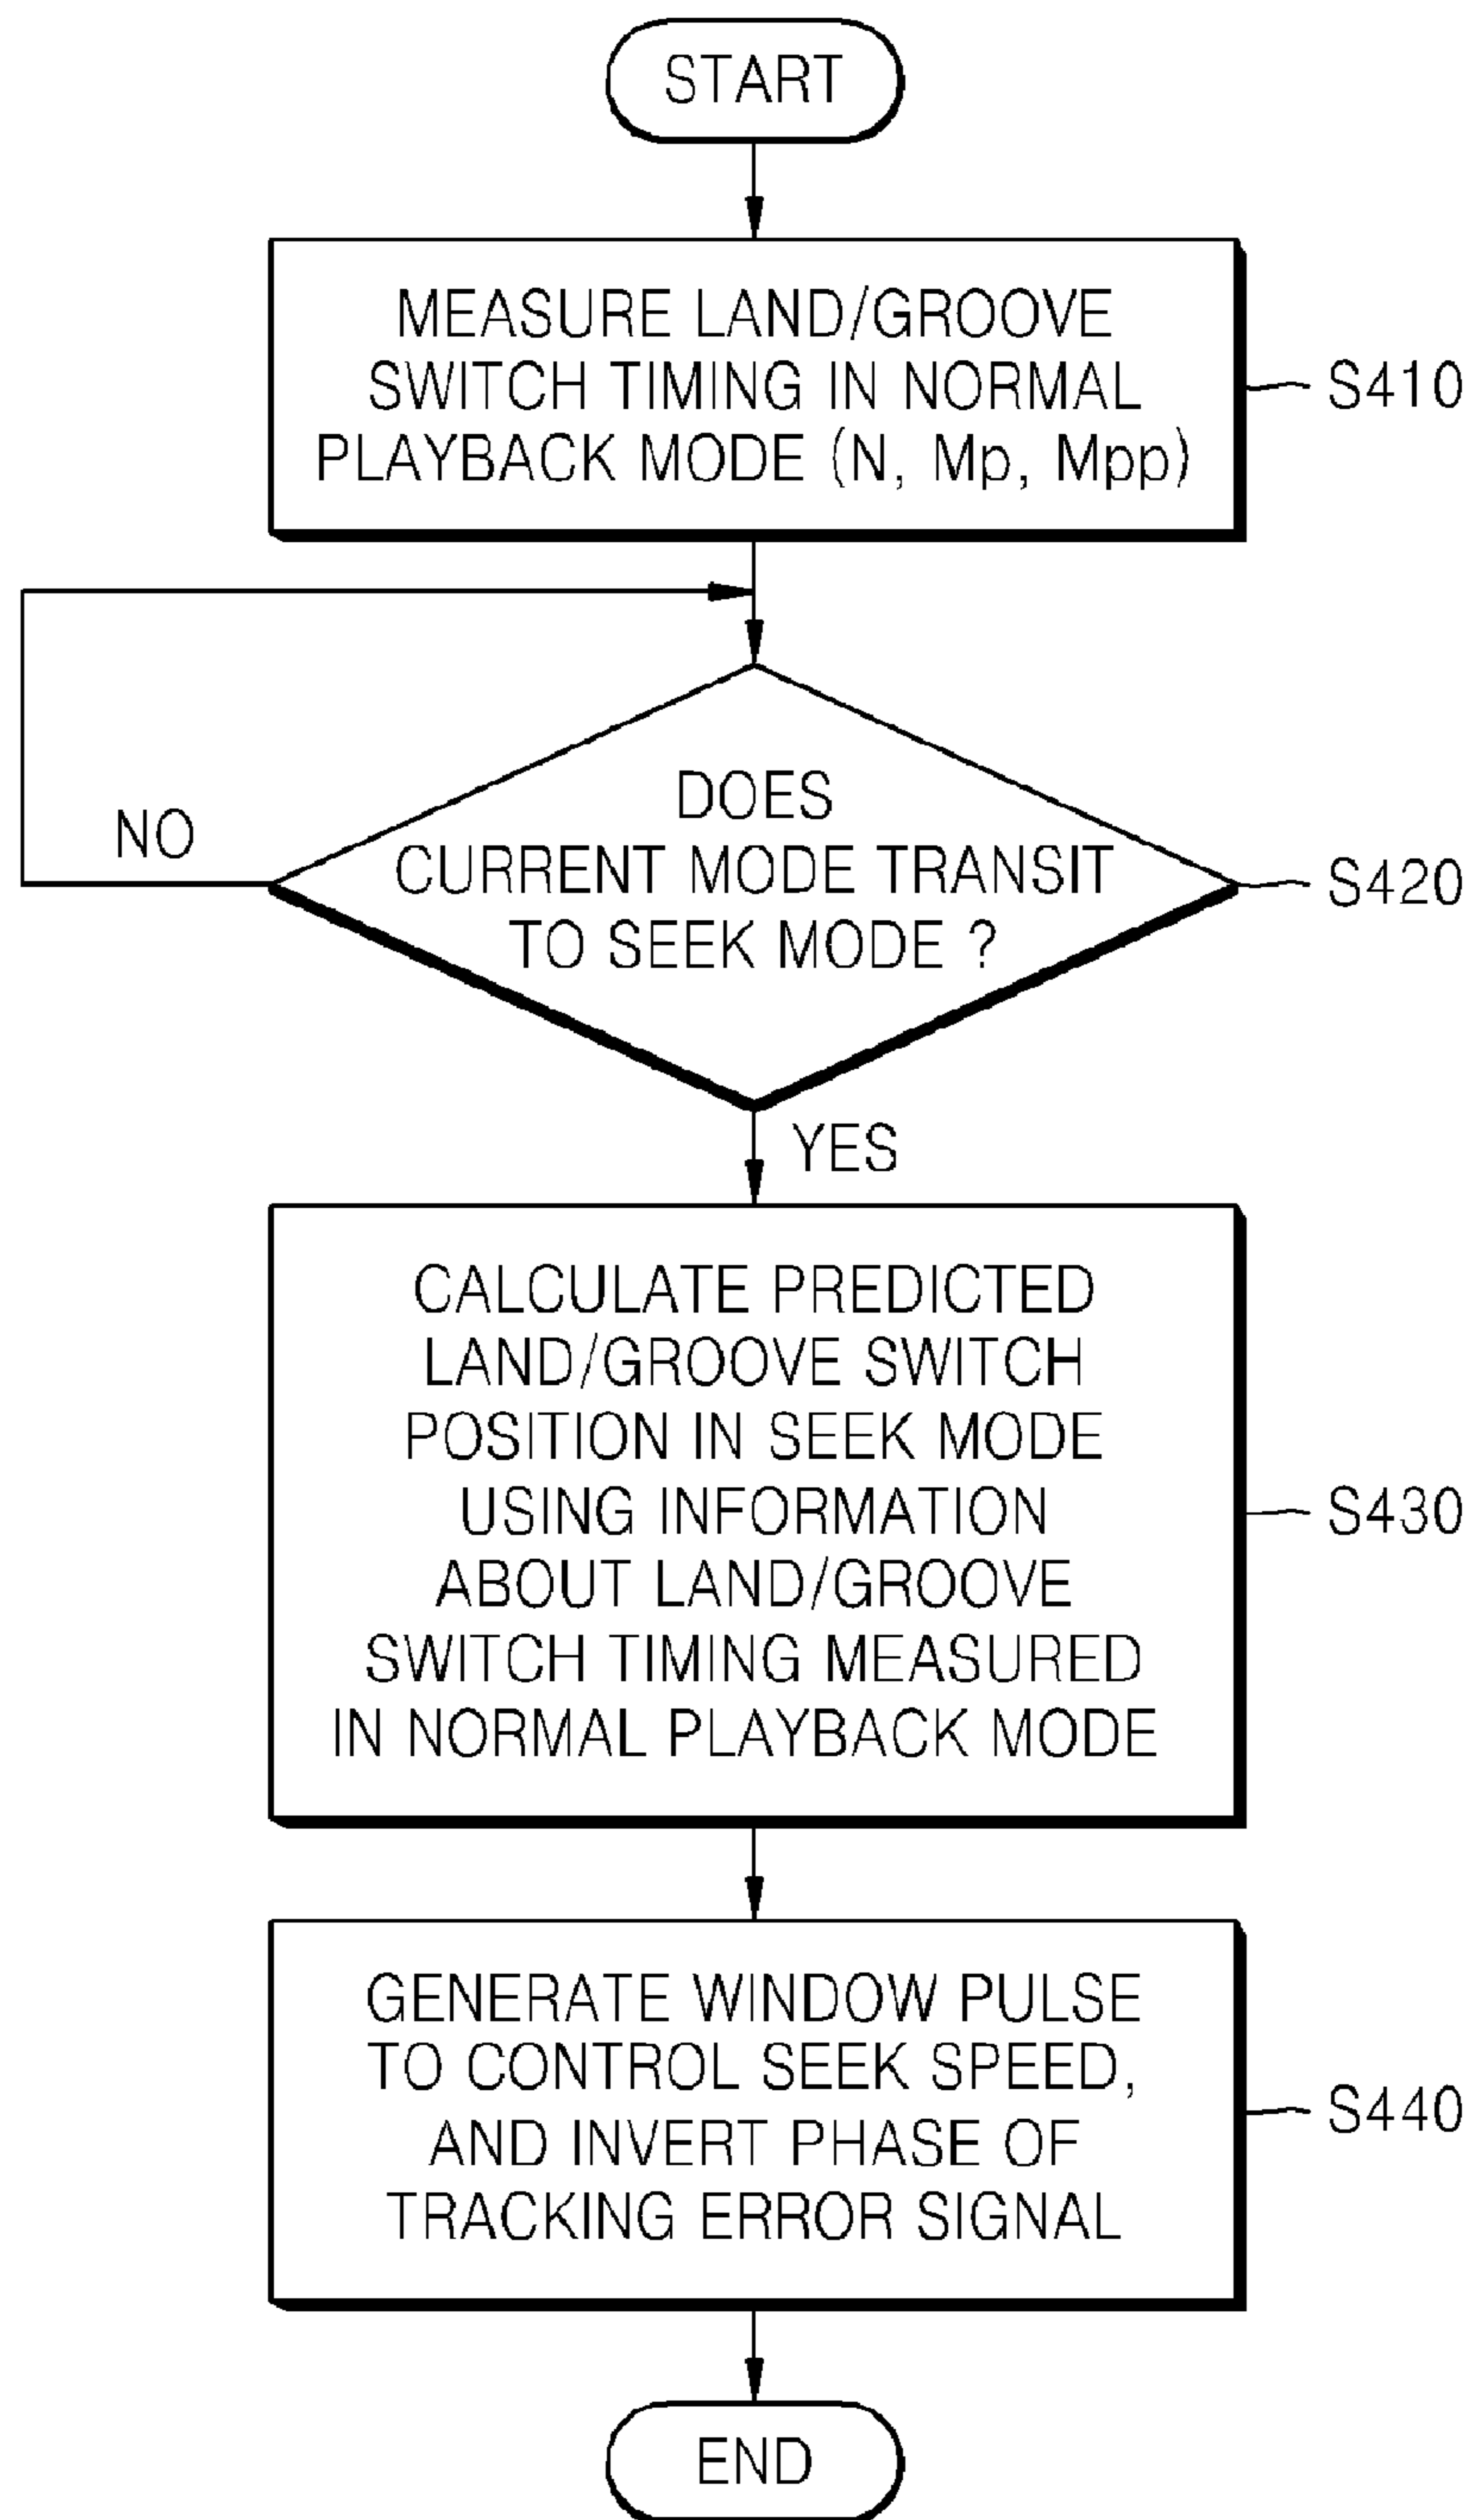 START
MEASURE LAND/GROOVE
SWITCH TIMING IN NORMAL
PLAYBACK MODE (N, Mp, Mpp)
S410
DOES
CURRENT MODE TRANSIT
TO SEEK MODE ?
NO
S420
YES
CALCULATE PREDICTED
LAND/GROOVE SWITCH
POSITION IN SEEK MODE
USING INFORMATION
ABOUT LAND/GROOVE
SWITCH TIMING MEASURED
IN NORMAL PLAYBACK MODE
S430
GENERATE WINDOW PULSE
TO CONTROL SEEK SPEED,
AND INVERT PHASE OF
TRACKING ERROR SIGNAL
S440
END